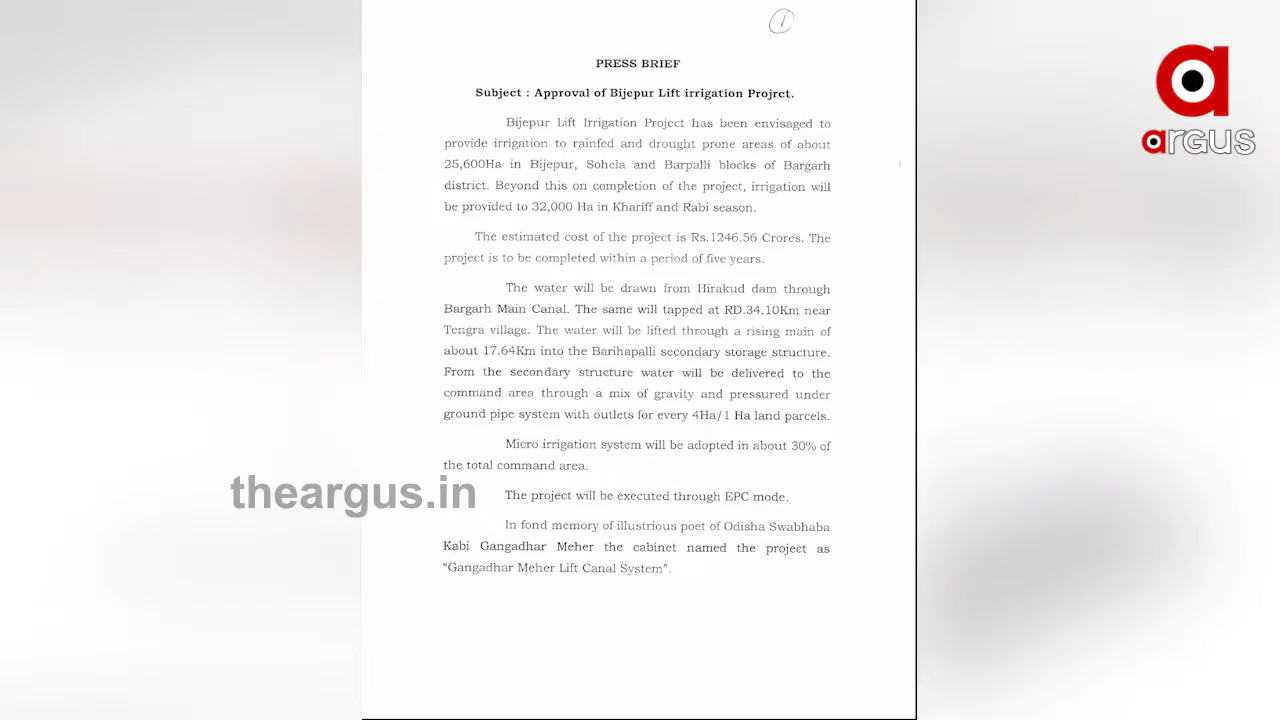 1
PRESS BRIEF
Subject : Approval of Bijepur Lift irrigation Projrct.
Bijepur Lift Irrigation Project has been envisaged to
provide irrigation to rainfed and drought prone areas of about
25,600Ha in Bijepur, Sohela and Barpalli blocks of Bargarh
district. Beyond this on completion of the project, irrigation will
be provided to 32,000 Ha in Khariff and Rabi season.
The estimated cost of the project is Rs.1246.56 Crores. The
project is to be completed within a period of five years.
The water will be drawn from Hirakud dam through
Bargarh Main Canal. The same will tapped at RD.34.10Km near
Tengra village. The water will be lifted through a rising main of
about 17.64Km into the Barihapalli secondary storage structure.
From the secondary structure water will be delivered to the
command area through a mix of gravity and pressured under
ground pipe system with outlets for every 4Ha/1 Ha land parcels.
Micro irrigation system will be adopted in about 30% of
the total command area.
The project will be executed through EPC mode.
In fond memory of illustrious poet of Odisha Swabhaba
Kabi Gangadhar Meher the cabinet named the project as
“Gangadhar Meher Lift Canal System”.
theargus.in
a
argus